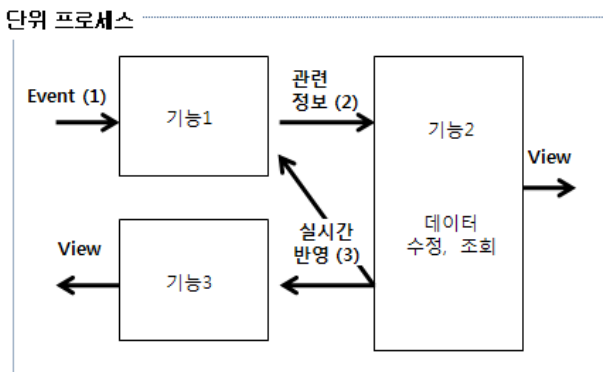 단위 프로세스
Event (1)
기능1
관련
정보 (2)
기능2
View
데이터
수정, 조회
실시간
반영 (3)
View
기능3